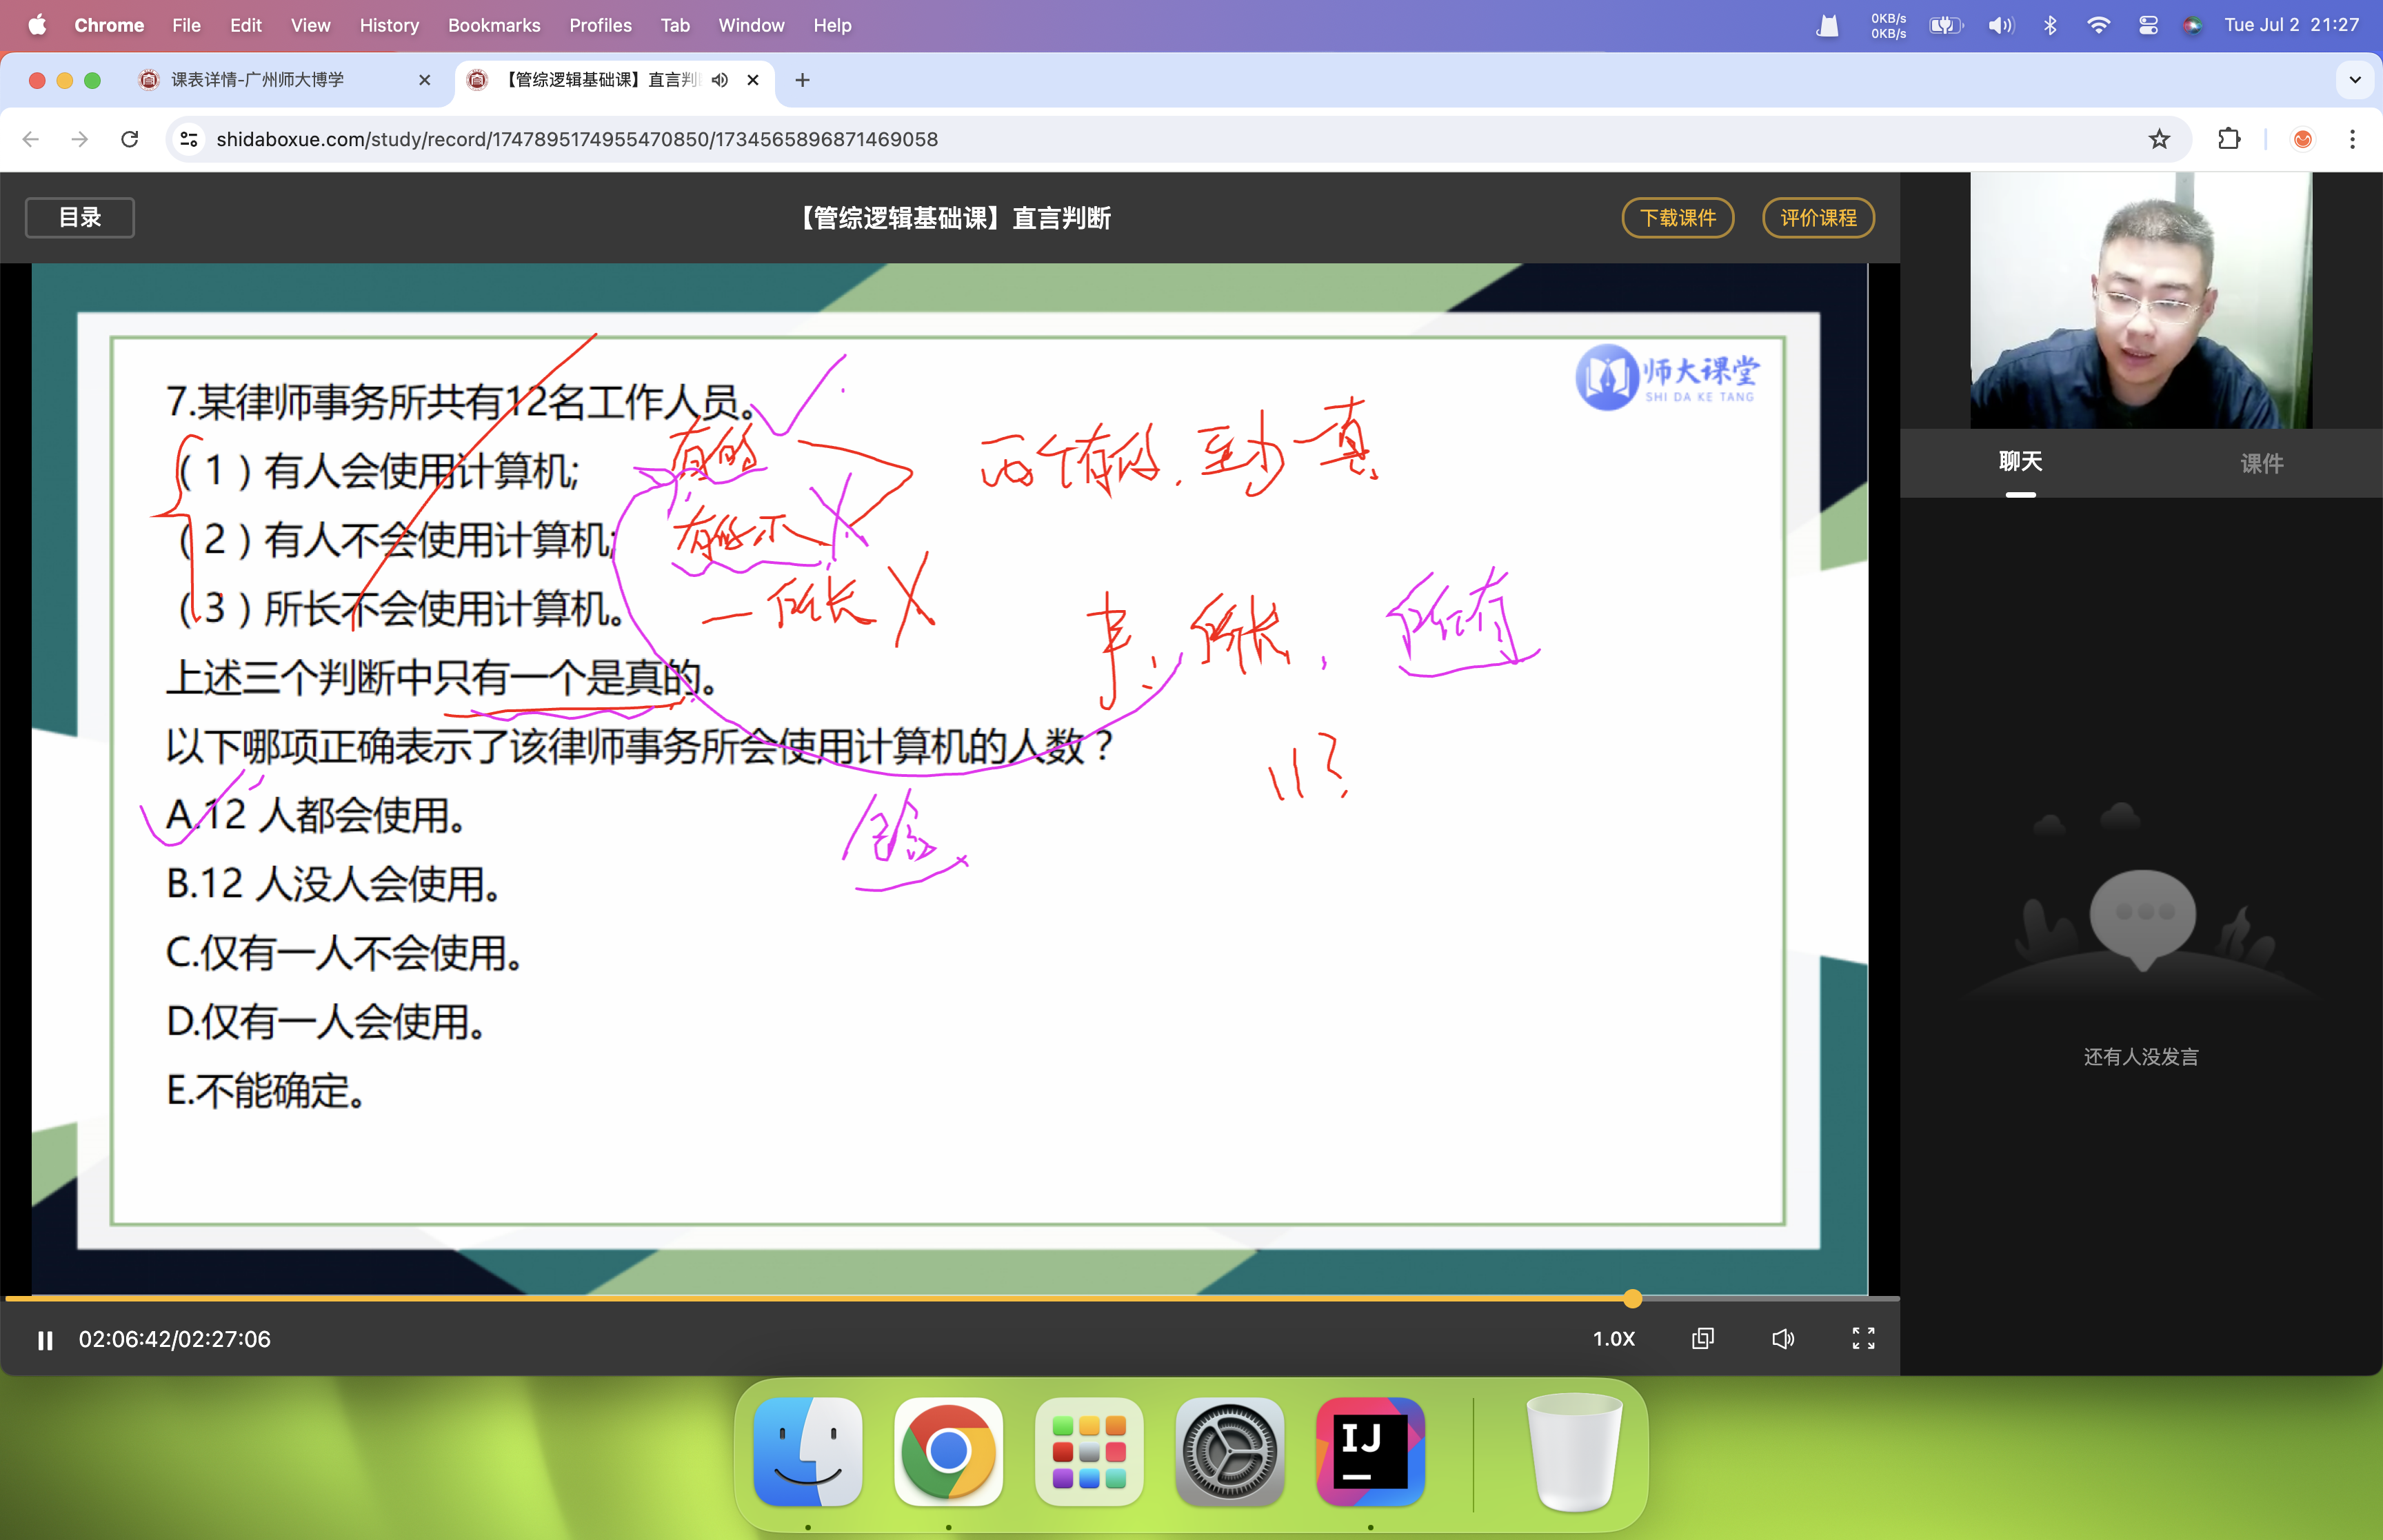 Chrome File Edit View History Bookmarks Profiles Tab Window Help
0KB/s
0KB/s
Tue Jul 2 21:27
课表详情-广州师大博学
【管综逻辑基础课】直言判
shidaboxue.com/study/record/1747895174955470850/1734565896871469058
目录
【管综逻辑基础课】直言判断
下载课件
评价课程
师大课堂
SHI DA KE TANG
7.某律师事务所共有12名工作人员。
（1）有人会使用计算机;
（2）有人不会使用计算机;
（3）所长不会使用计算机。
上述三个判断中只有一个是真的。
以下哪项正确表示了该律师事务所会使用计算机的人数？
A.12 人都会使用。
B.12 人没人会使用。
C.仅有一人不会使用。
D.仅有一人会使用。
E.不能确定。
有的
有的不
一所长
两个有的.至少一真
事：所长，所有
11?
聊天
课件
还有人没发言
02:06:42/02:27:06
1.0X
IJ